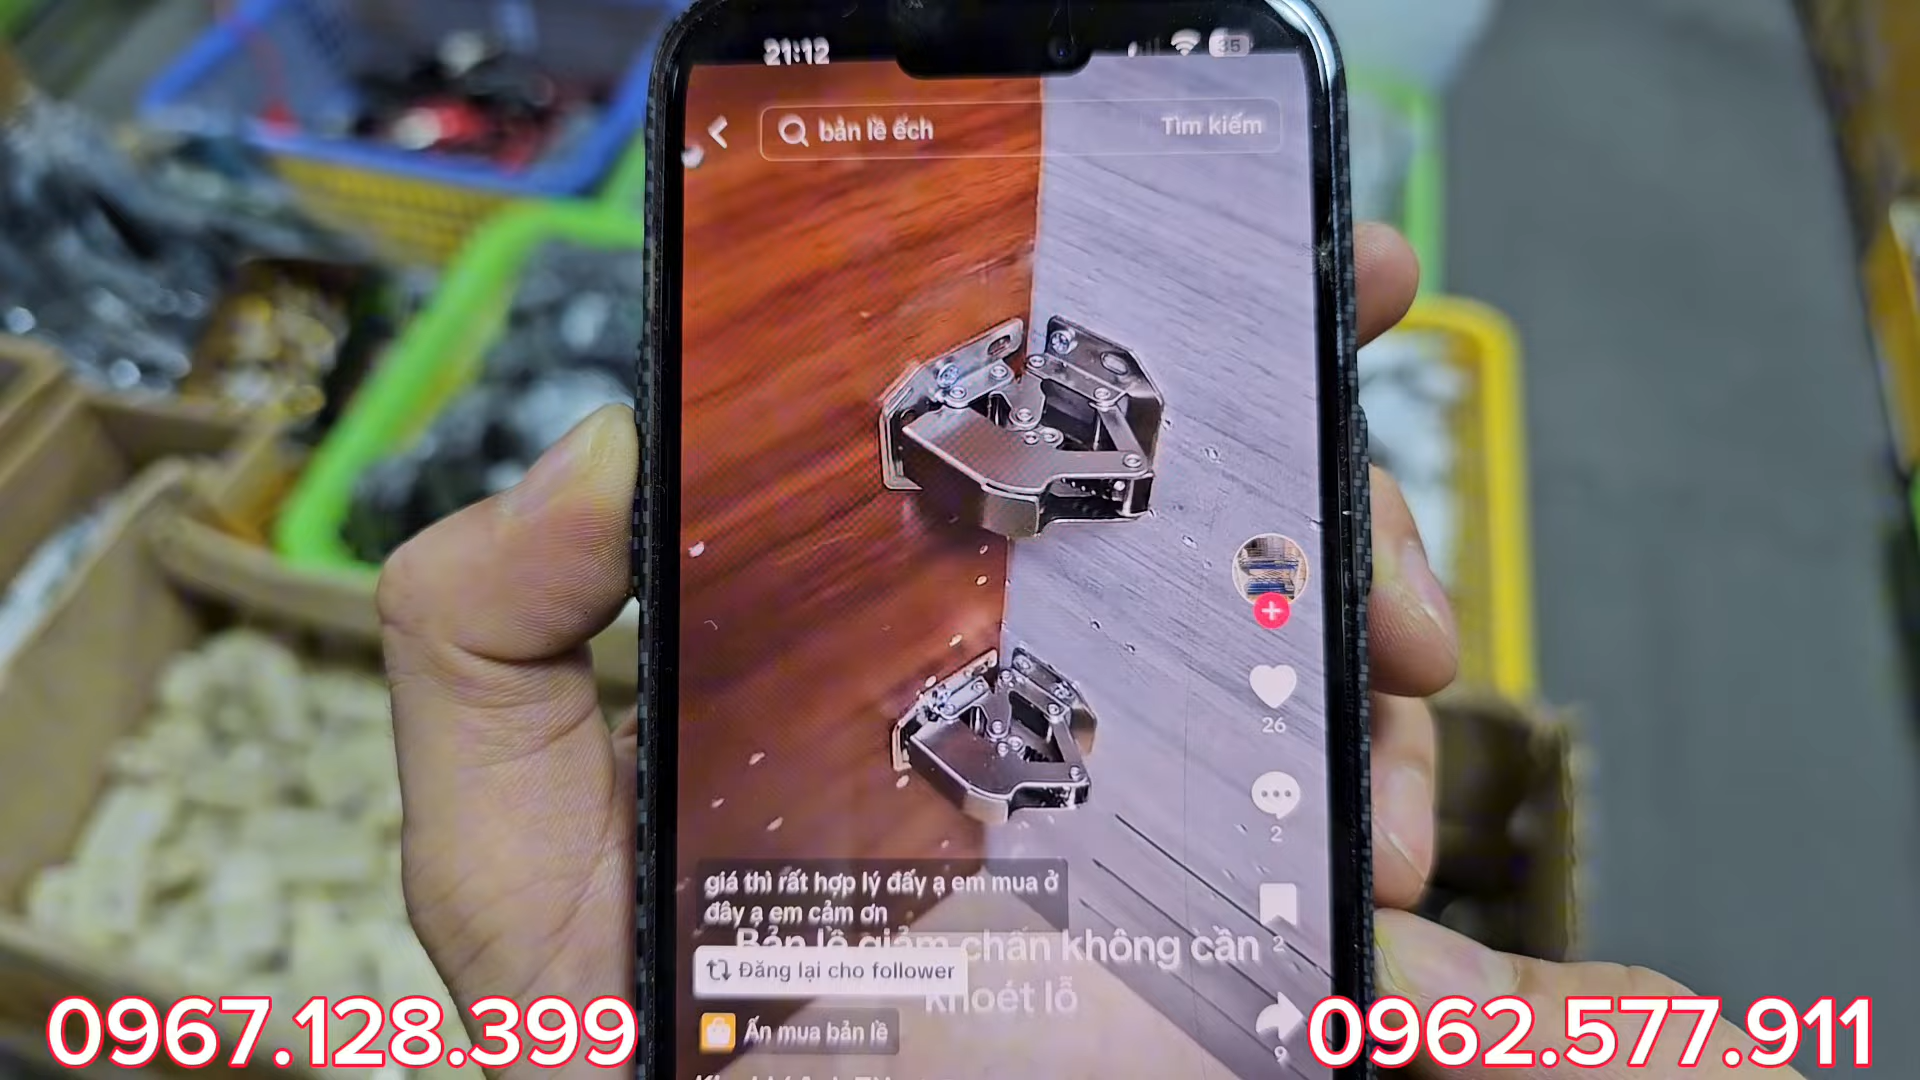 21:12
35
bản lề ếch
Tìm kiếm
26
2
giá thì rất hợp lý đấy ạ em mua ở
đây ạ em cảm ơn
Bản lề giảm chấn không cần
2
Đăng lại cho follower
khoét lỗ
Ấn mua bản lề
9
0967.128.399
0962.577.911